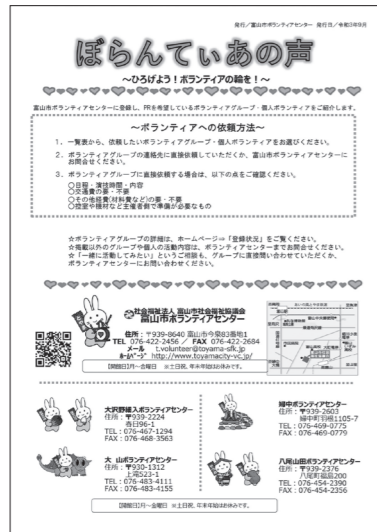 発行／富山市ボランティアセンター 発行日／令和3年9月
ぼらんてぃあの声
～ひろげよう！ボランティアの輪を！～
富山市ボランティアセンターに登録し、PRを希望しているボランティアグループ・個人ボランティアをご紹介します。
～ボランティアへの依頼方法～
1. 一覧表から、依頼したいボランティアグループ・個人ボランティアをお選びください。
2. ボランティアグループの連絡先に直接依頼していただくか、富山市ボランティアセンターに
お問合せください。
3. ボランティアグループに直接依頼する場合は、以下の点をご確認ください。
○日程・演技時間・内容
○交通費の要・不要
○その他経費(材料費など)の要・不要
○控室や機材など主催者側で準備が必要なもの
☆ボランティアグループの詳細は、ホームページ⇒「登録状況」をご覧ください。
☆掲載以外のグループや個人の活動内容は、ボランティアセンターまでお問合せください。
☆「一緒に活動してみたい」というご相談も、グループに直接問い合わせていただくか、
ボランティアセンターにお問い合わせください。
社会福祉法人 富山市社会福祉協議会
富山市ボランティアセンター
住所：〒939-8640 富山市今泉83番地1
TEL 076-422-2456 ／ FAX 076-422-2684
メール t.volunteer@toyama-sfk.jp
ホームページ http://www.toyamacity-vc.jp/
【開館日】月～金曜日 ※土日祝、年末年始はお休みです。
大沢野細入ボランティアセンター
住所：〒939-2224
春日96-1
TEL：076-467-1294
FAX：076-468-3563
婦中ボランティアセンター
住所：〒939-2603
婦中町羽根1105-7
TEL：076-469-0775
FAX：076-469-0779
大 山ボランティアセンター
住所：〒930-1312
上滝523-1
TEL：076-483-4111
FAX：076-483-4155
八尾山田ボランティアセンター
住所：〒939-2376
八尾町福島200
TEL：076-454-2390
FAX：076-454-2356
【開館日】月～金曜日 ※土日祝、年末年始はお休みです。